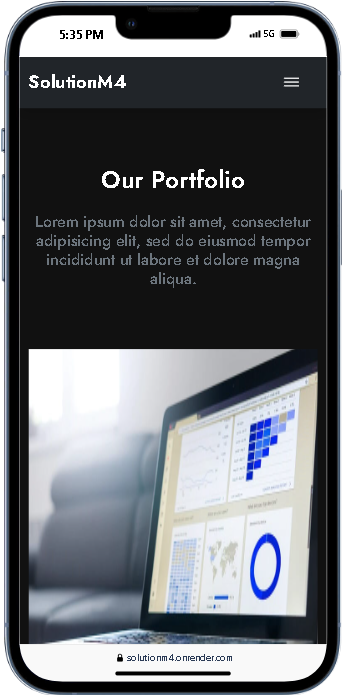 5:35 PM
5G
SolutionM4
Our Portfolio
Lorem ipsum dolor sit amet, consectetur
adipisicing elit, sed do eiusmod tempor
incididunt ut labore et dolore magna
aliqua.
solutionm4.onrender.com